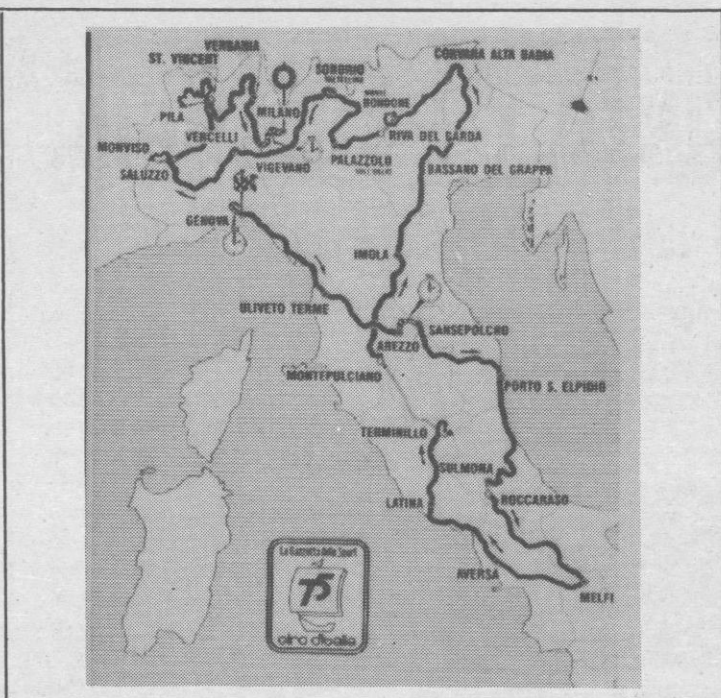 VERBANIA
ST. VINCENT
CORVARA ALTA BADIA
SONDRIO
MONTE
BONDONE
PILA
MILANO
VERCELLI
RIVA DEL GARDA
MONVISO
PALAZZOLO
VIGEVANO
SALUZZO
BASSANO DEL GRAPPA
GENOVA
IMOLA
ULIVETO TERME
SANSEPOLCRO
AREZZO
MONTEPULCIANO
PORTO S. ELPIDIO
TERMINILLO
SULMONA
LATINA
ROCCARASO
AVERSA
MELFI
La Gazzetta dello Sport
75
giro d'italia